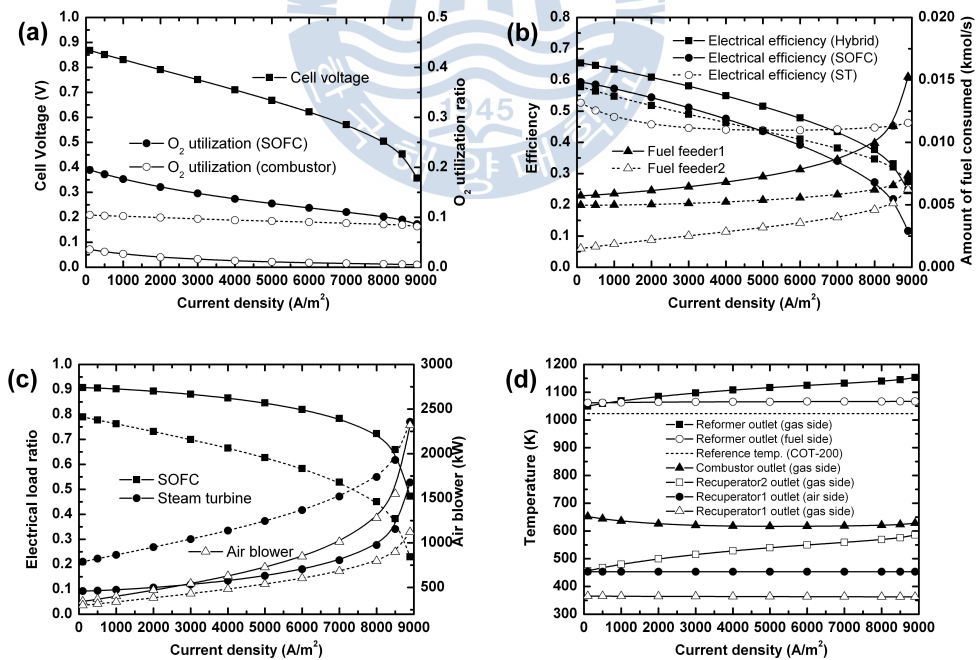 (a)
1.0
0.9
0.8
0.7
0.6
0.5
0.4
0.3
0.2
0.1
0.0
Cell Voltage (V)
0 1000 2000 3000 4000 5000 6000 7000 8000 9000
Current density (A/m²)
0.5
0.4
0.3
0.2
0.1
0.0
O₂ utilization ratio
Cell voltage
O₂ utilization (SOFC)
O₂ utilization (combustor)
1945
(b)
0.8
0.7
0.6
0.5
0.4
0.3
0.2
0.1
0.0
Efficiency
0 1000 2000 3000 4000 5000 6000 7000 8000 9000
Current density (A/m²)
0.020
0.015
0.010
0.005
0.000
Amount of fuel consumed (kmol/s)
Electrical efficiency (Hybrid)
Electrical efficiency (SOFC)
Electrical efficiency (ST)
Fuel feeder1
Fuel feeder2
(c)
1.0
0.9
0.8
0.7
0.6
0.5
0.4
0.3
0.2
0.1
0.0
Electrical load ratio
0 1000 2000 3000 4000 5000 6000 7000 8000 9000
Current density (A/m²)
3000
2500
2000
1500
1000
500
Air blower (kW)
SOFC
Steam turbine
Air blower
(d)
1200
1100
1000
900
800
700
600
500
400
300
Temperature (K)
0 1000 2000 3000 4000 5000 6000 7000 8000 9000
Current density (A/m²)
Reformer outlet (gas side)
Reformer outlet (fuel side)
Reference temp. (COT-200)
Combustor outlet (gas side)
Recuperator2 outlet (gas side)
Recuperator1 outlet (air side)
Recuperator1 outlet (gas side)